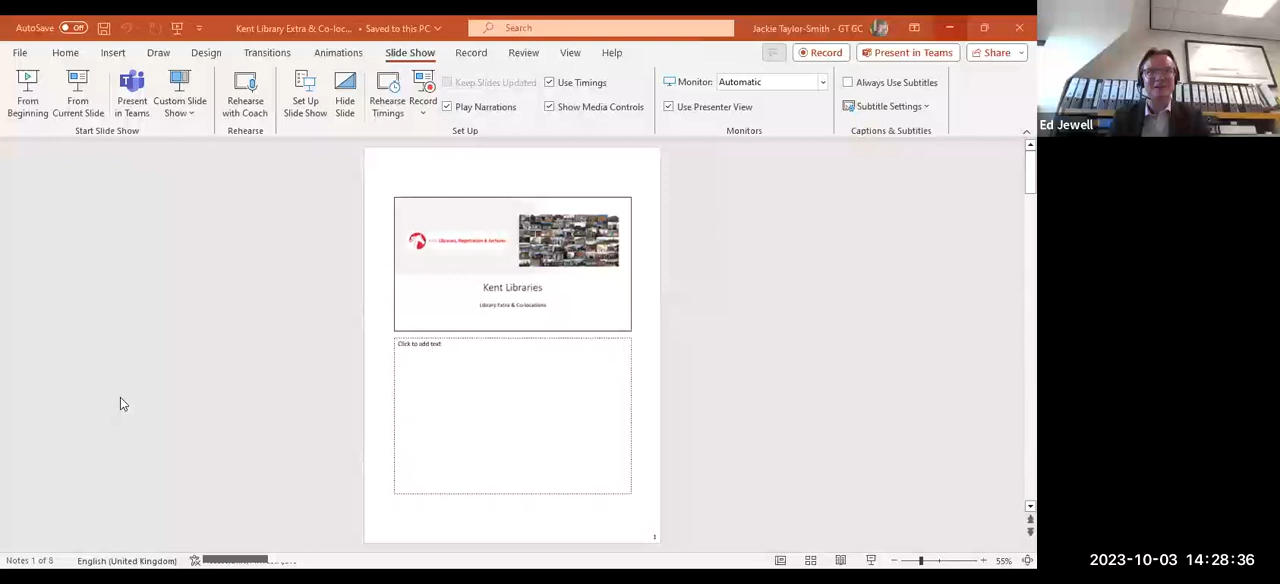 AutoSave Off Kent Library Extra & Co-loc... • Saved to this PC Search Jackie Taylor-Smith - GT GC
File Home Insert Draw Design Transitions Animations Slide Show Record Review View Help Record Present in Teams Share
From Beginning
From Current Slide
Present in Teams
Custom Slide Show
Rehearse with Coach
Set Up Slide Show
Hide Slide
Rehearse Timings
Record
Keep Slides Updated
Play Narrations
Use Timings
Show Media Controls
Monitor: Automatic
Use Presenter View
Always Use Subtitles
Subtitle Settings
Start Slide Show Rehearse Set Up Monitors Captions & Subtitles
Ed Jewell
Libraries, Registration & Archives
Kent Libraries
Library Extra & Co-locations
Click to add text
1
Notes 1 of 8 English (United Kingdom) 55%
2023-10-03 14:28:36